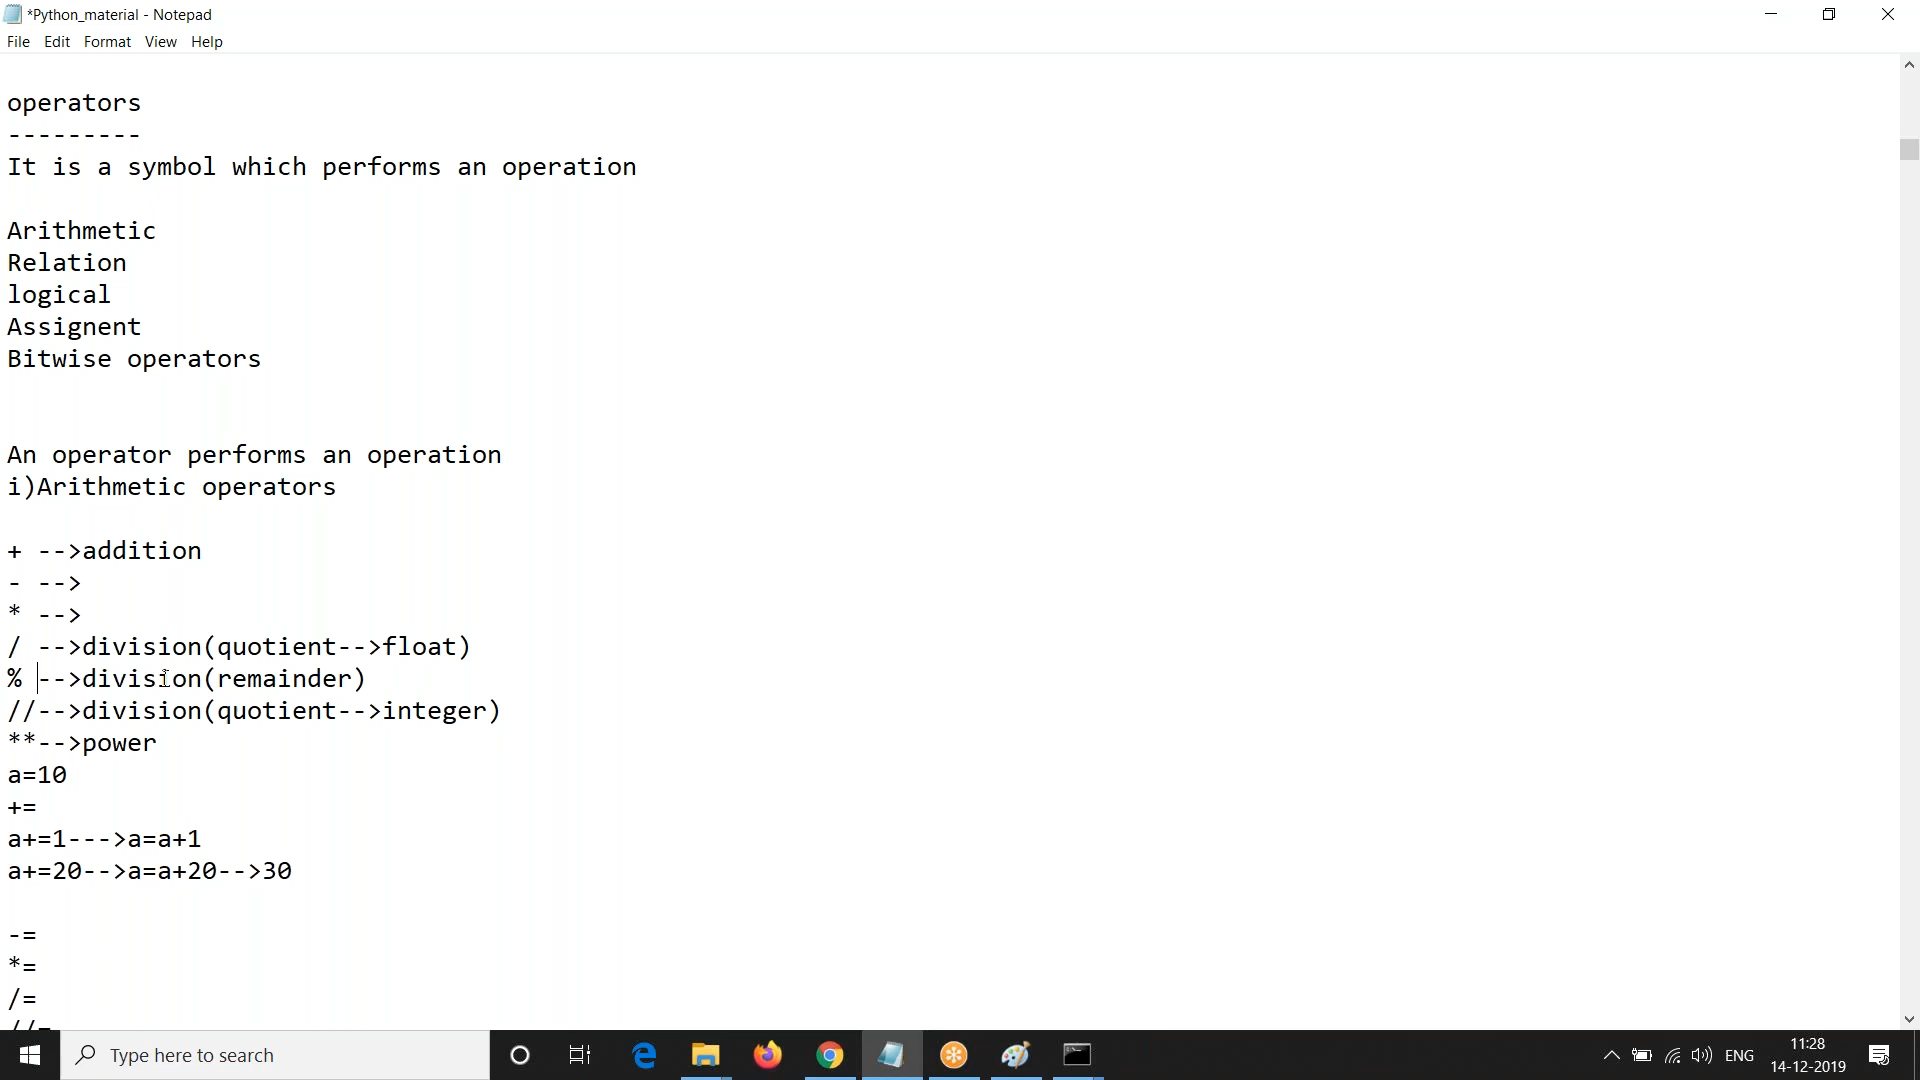 *Python_material - Notepad
File Edit Format View Help
operators
---------
It is a symbol which performs an operation
Arithmetic
Relation
logical
Assignent
Bitwise operators
An operator performs an operation
i)Arithmetic operators
+ -->addition
- -->
* -->
/ -->division(quotient-->float)
% -->division(remainder)
//-->division(quotient-->integer)
**-->power
a=10
+=
a+=1--->a=a+1
a+=20-->a=a+20-->30
-=
*=
/=
//=
Type here to search
ENG
11:28
14-12-2019